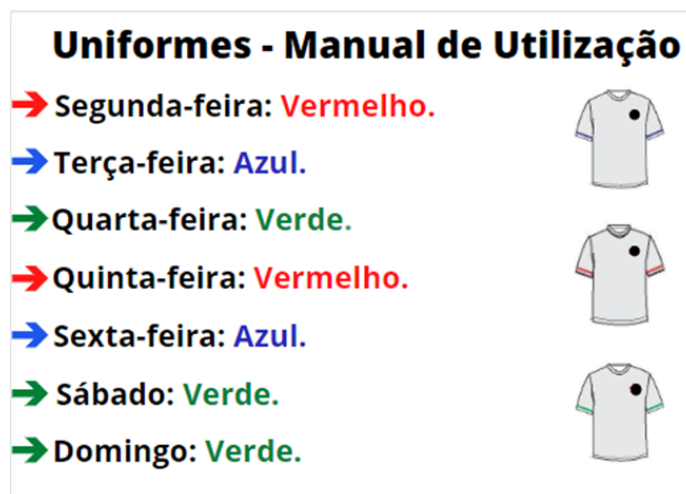 Uniformes - Manual de Utilização
Segunda-feira: Vermelho.
Terça-feira: Azul.
Quarta-feira: Verde.
Quinta-feira: Vermelho.
Sexta-feira: Azul.
Sábado: Verde.
Domingo: Verde.